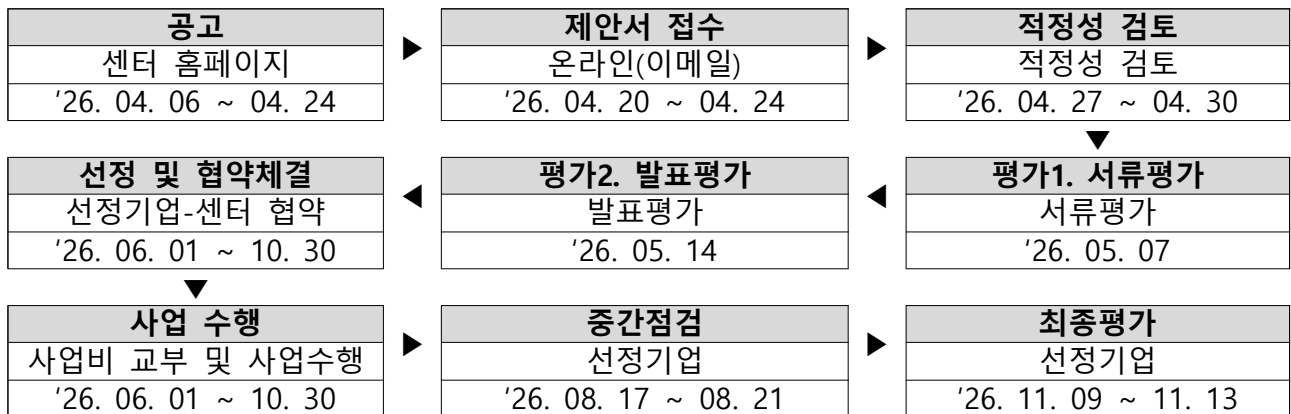 공고 ▶ 제안서 접수 ▶ 적정성 검토
센터 홈페이지 온라인(이메일) 적정성 검토
'26. 04. 06 ~ 04. 24 '26. 04. 20 ~ 04. 24 '26. 04. 27 ~ 04. 30
▼
선정 및 협약체결 ◀ 평가2. 발표평가 ◀ 평가1. 서류평가
선정기업-센터 협약 발표평가 서류평가
'26. 06. 01 ~ 10. 30 '26. 05. 14 '26. 05. 07
▼
사업 수행 ▶ 중간점검 ▶ 최종평가
사업비 교부 및 사업수행 선정기업 선정기업
'26. 06. 01 ~ 10. 30 '26. 08. 17 ~ 08. 21 '26. 11. 09 ~ 11. 13